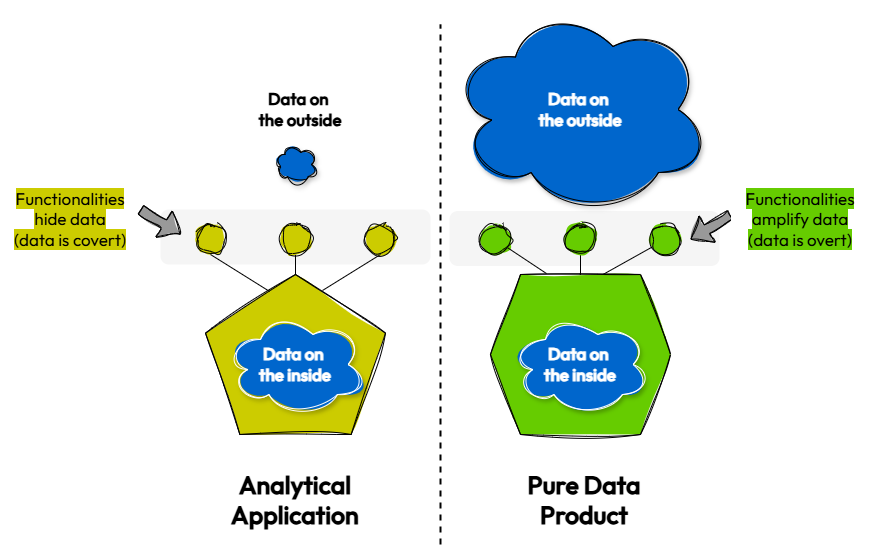 Data on
the outside
Functionalities
hide data
(data is covert)
Data on
the inside
Analytical
Application
Data on
the outside
Functionalities
amplify data
(data is overt)
Data on
the inside
Pure Data
Product